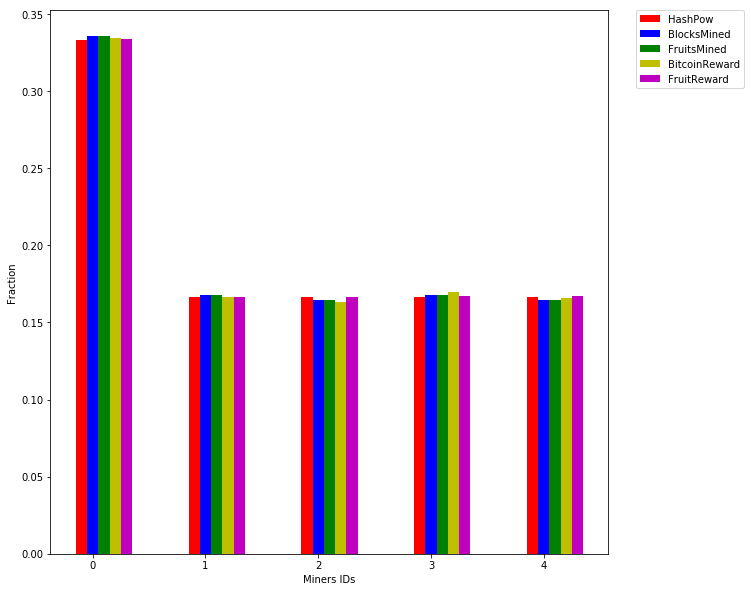 0.35
0.30
0.25
0.20
0.15
0.10
0.05
0.00
Fraction
0 1 2 3 4
Miners IDs
HashPow
BlocksMined
FruitsMined
BitcoinReward
FruitReward